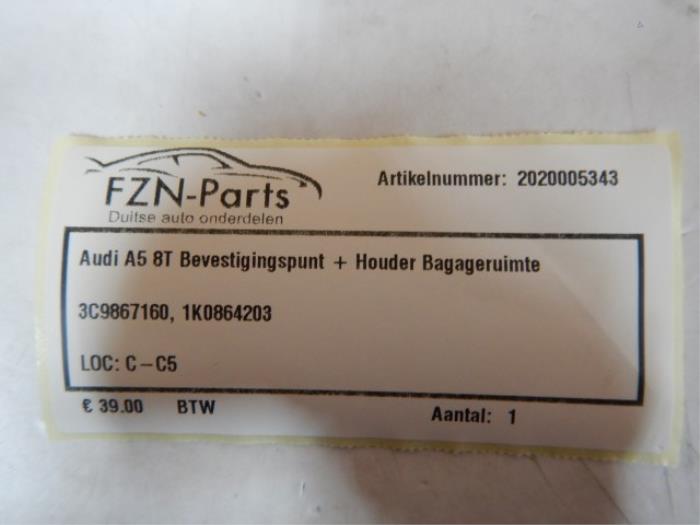 FZN-Parts
Duitse auto onderdelen
Artikelnummer: 2020005343
Audi A5 8T Bevestigingspunt + Houder Bagageruimte
3C9867160, 1K0864203
LOC: C-C5
€ 39.00 BTW
Aantal: 1